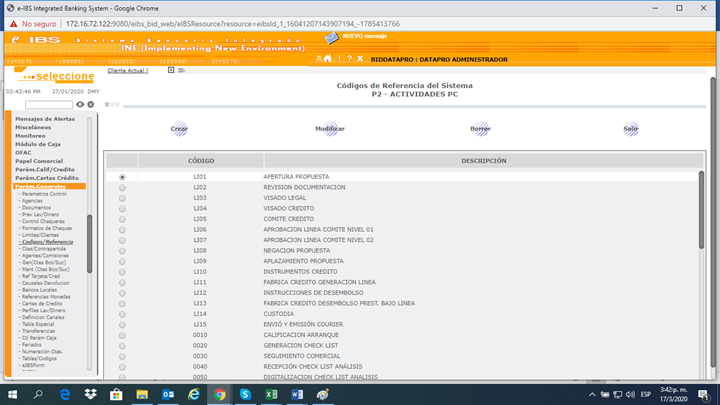 e-IBS Integrated Banking System - Google Chrome
No seguro | 172.16.72.122:9080/eibs_bid_web/eIBSResource?resource=eibsId_1_16041207143907194_-1785413766
e IBS Sistema Bancario Integrado
INE (Implementing New Environment)
NUEVO mensaje
BIDDATAPRO : DATAPRO ADMINISTRADOR
...seleccione
Cliente Actual | ID:
03:42:46 PM 27/01/2020 DMY
Códigos de Referencia del Sistema
P2 - ACTIVIDADES PC
Crear Modificar Borrar Salir
Mensajes de Alertas
Misceláneos
Monitoreo
Módulo de Caja
OFAC
Papel Comercial
Parám.Calif/Credito
Parám.Cartas Crédito
Parám.Generales
- Parametros Control
- Agencias
- Documentos
- Prev Lav/Dinero
- Control Chequeras
- Formatos de Cheques
- Limites/Clientes
- Codigos/Referencia
- Ctas/Contrapartida
- Agentes/Comisiones
- Gen(Ctas Bco/Suc)
- Mant (Ctas Bco/Suc)
- Ref Tarjeta/Cred
- Causales Devolucion
- Bancos Locales
- Referencias Monedas
- Cartas de Credito
- Perfiles Lav/Dinero
- Definicion Canales
- Tabla Especial
- Transferencias
- Ctl Parám Caja
- Feriados
- Numeración Ctas.
- Tablas/Codigos
- eIBSForm
CÓDIGO DESCRIPCIÓN
LI01 APERTURA PROPUESTA
LI02 REVISION DOCUMENTACION
LI03 VISADO LEGAL
LI04 VISADO CREDITO
LI05 COMITE CREDITO
LI06 APROBACION LINEA COMITE NIVEL 01
LI07 APROBACION LINEA COMITE NIVEL 02
LI08 NEGACION PROPUESTA
LI09 APLAZAMIENTO PROPUESTA
LI10 INSTRUMENTOS CREDITO
LI11 FABRICA CREDITO GENERACION LINEA
LI12 INSTRUCCIONES DE DESEMBOLSO
LI13 FABRICA CREDITO DESEMBOLSO PREST. BAJO LINEA
LI14 CUSTODIA
LI15 ENVIÓ Y EMISIÓN COURIER
0010 CALIFICACION ARRANQUE
0020 GENERACION CHECK LIST
0030 SEGUIMIENTO COMERCIAL
0040 RECEPCIÓN CHECK LIST ANÁLISIS
0050 DIGITALIZACION CHECK LIST ANALISIS
ESP
3:42p. m.
17/3/2020